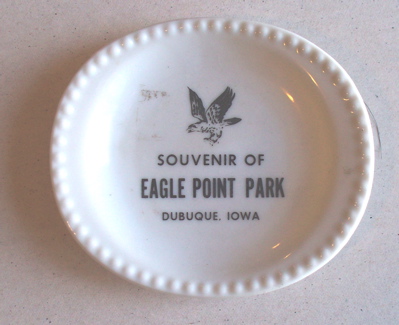 SOUVENIR OF
EAGLE POINT PARK
DUBUQUE, IOWA